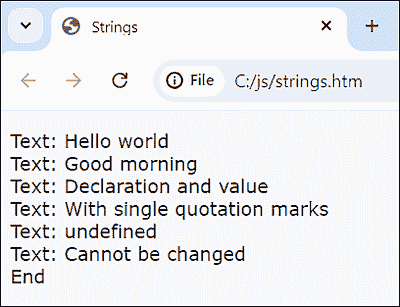 Strings
File C:/js/strings.htm
Text: Hello world
Text: Good morning
Text: Declaration and value
Text: With single quotation marks
Text: undefined
Text: Cannot be changed
End